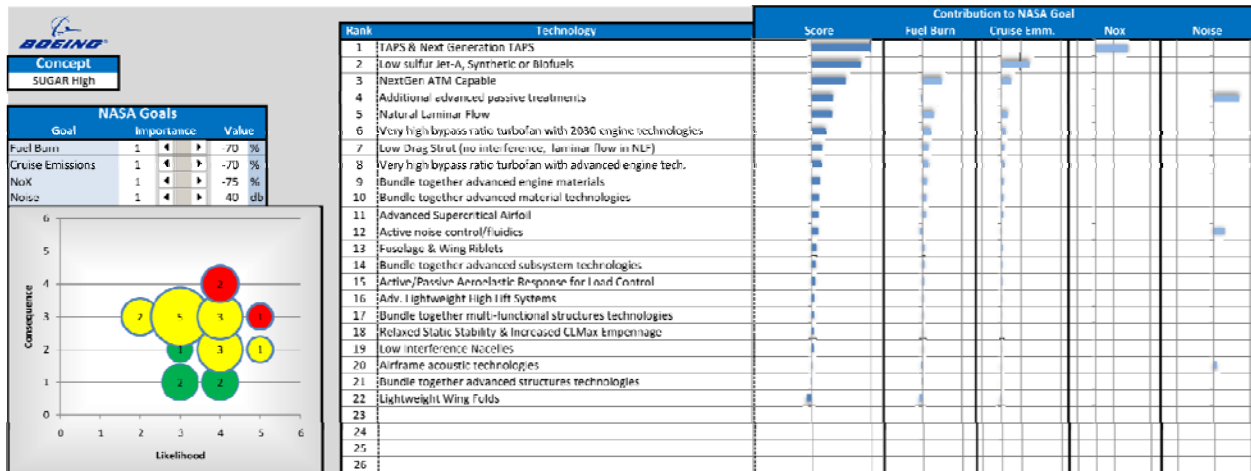 BOEING®
Concept
SUGAR High
NASA Goals
Goal Importance Value
Fuel Burn 1 -70 %
Cruise Emissions 1 -70 %
NoX 1 -75 %
Noise 1 40 db
6
5
4
3
2
1
0
2
2 5 3 1
1 3 1
2 2
0 1 2 3 4 5 6
Consequence
Likelihood
Contribution to NASA Goal
Rank Technology Score Fuel Burn Cruise Emm. Nox Noise
1 TAPS & Next Generation TAPS
2 Low sulfur Jet-A, Synthetic or Biofuels
3 NextGen ATM Capable
4 Additional advanced passive treatments
5 Natural Laminar Flow
6 Very high bypass ratio turbofan with 2030 engine technologies
7 Low Drag Strut (no interference, laminar flow in NLF)
8 Very high bypass ratio turbofan with advanced engine tech.
9 Bundle together advanced engine materials
10 Bundle together advanced material technologies
11 Advanced Supercritical Airfoil
12 Active noise control/fluidics
13 Fuselage & Wing Riblets
14 Bundle together advanced subsystem technologies
15 Active/Passive Aeroelastic Response for Load Control
16 Adv. Lightweight High Lift Systems
17 Bundle together multi-functional structures technologies
18 Relaxed Static Stability & Increased CLMax Empennage
19 Low Interference Nacelles
20 Airframe acoustic technologies
21 Bundle together advanced structures technologies
22 Lightweight Wing Folds
23
24
25
26